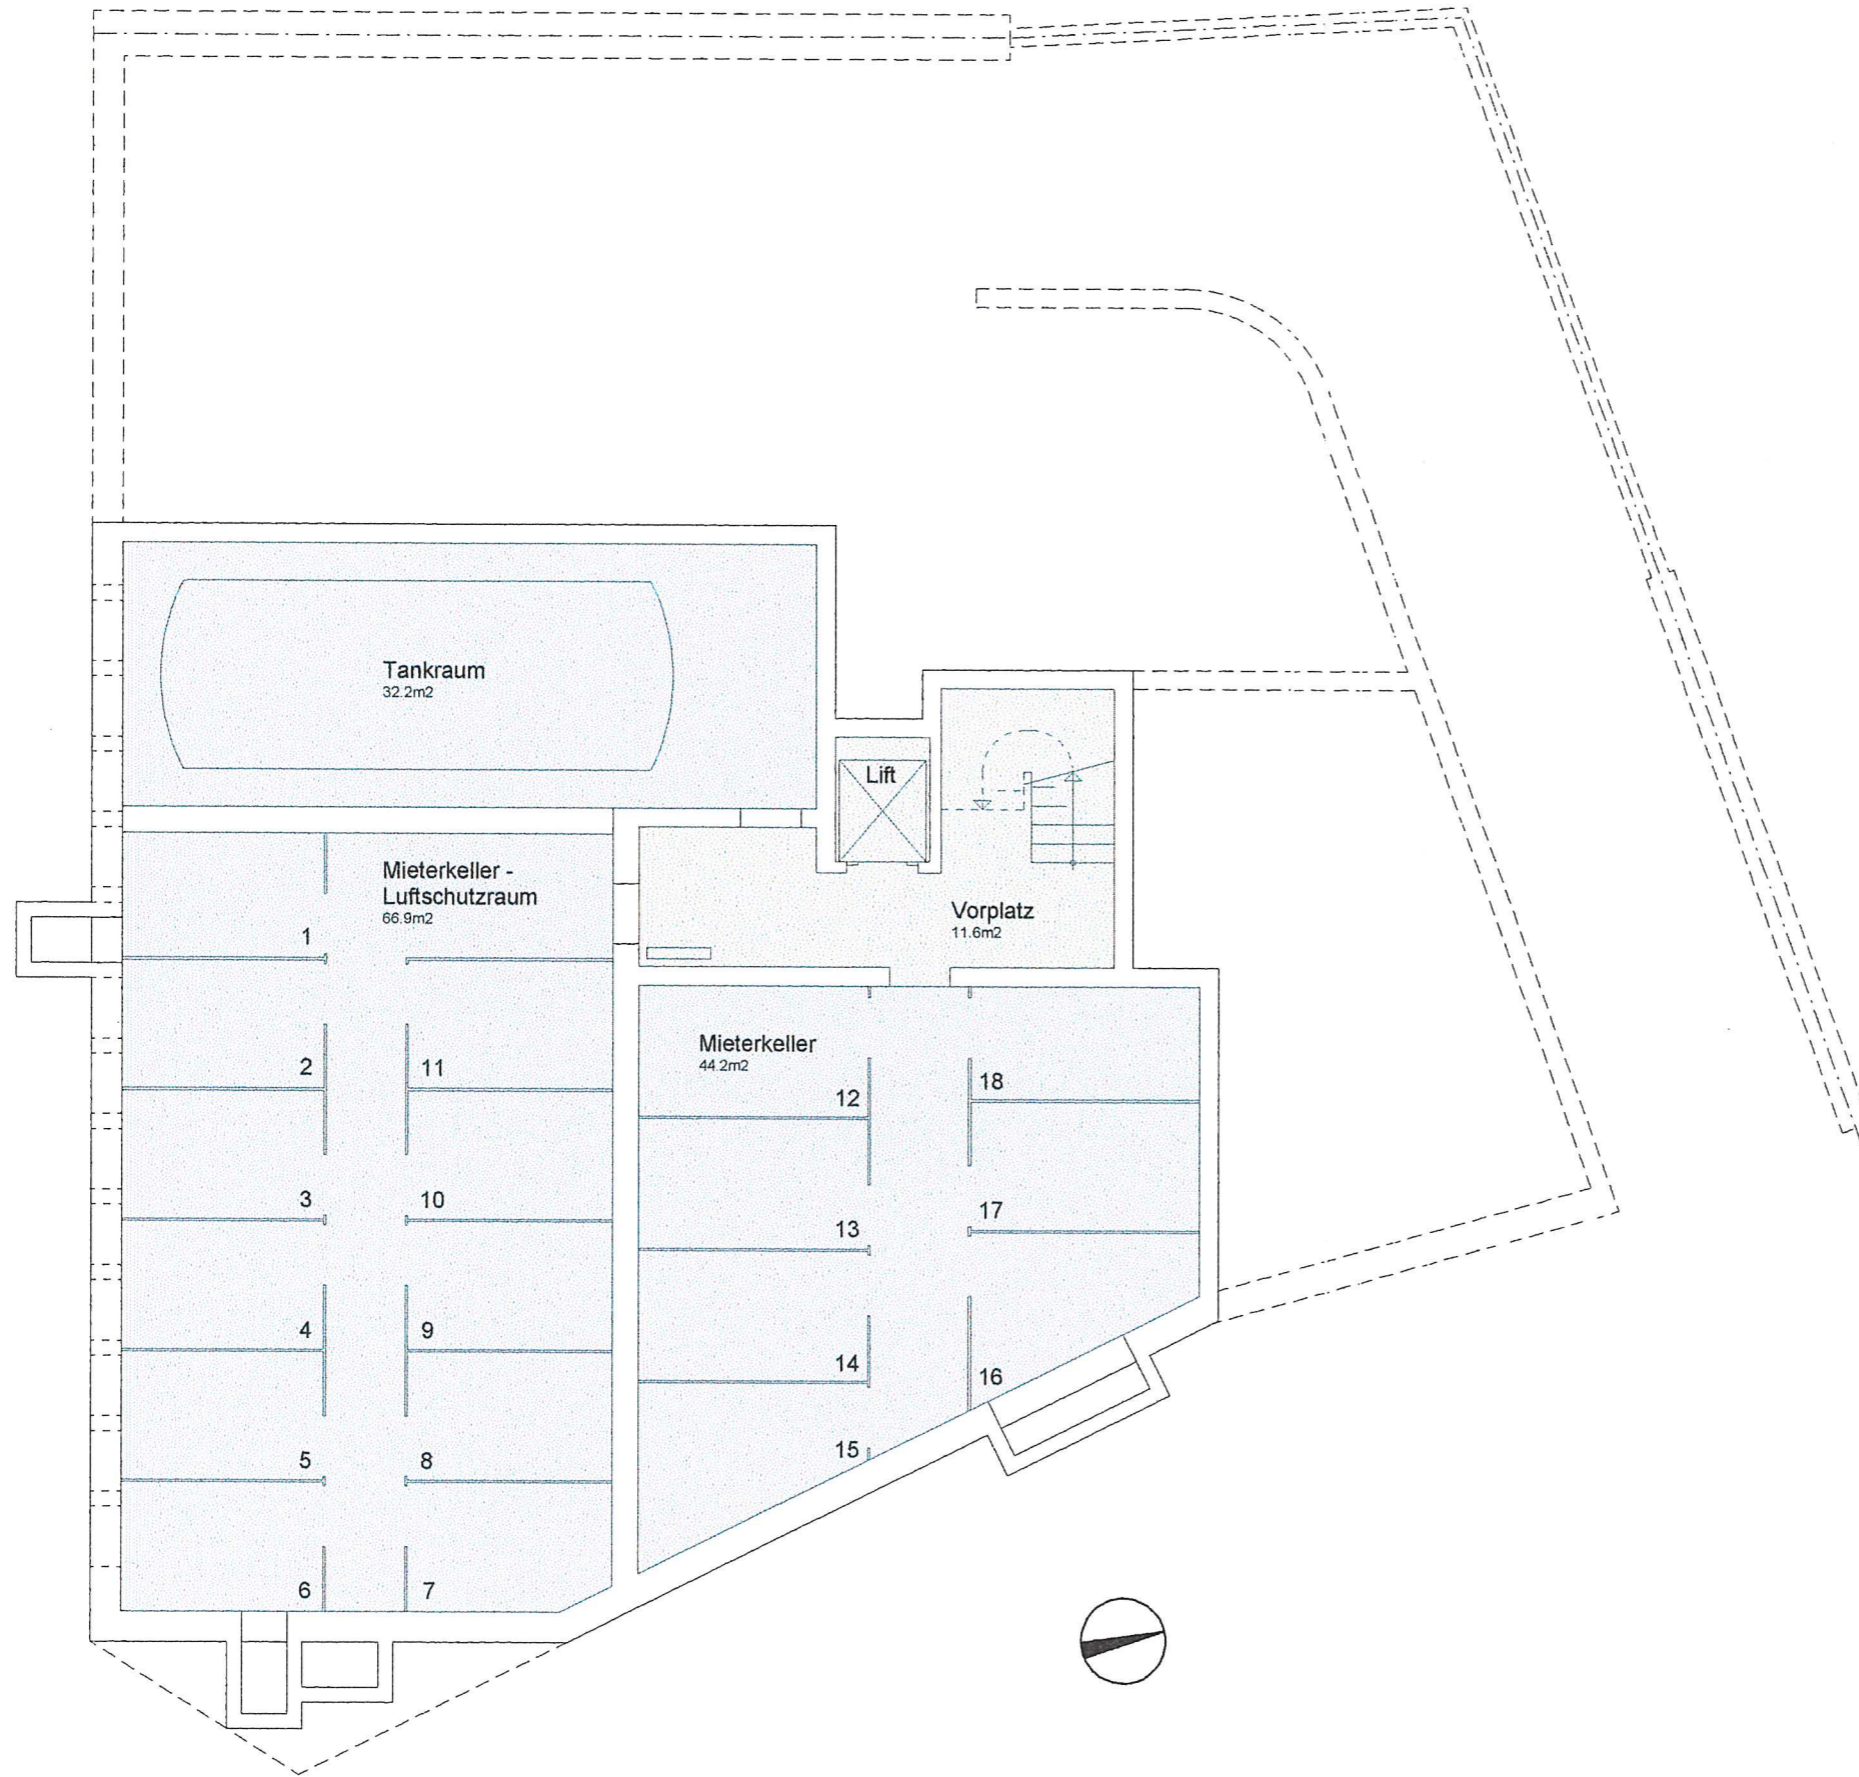 Tankraum
32.2m2
Lift
Mieterkeller -
Luftschutzraum
66.9m2
Vorplatz
11.6m2
1
2
11
Mieterkeller
44.2m2
12
18
3
10
13
17
4
9
14
16
5
8
15
6
7